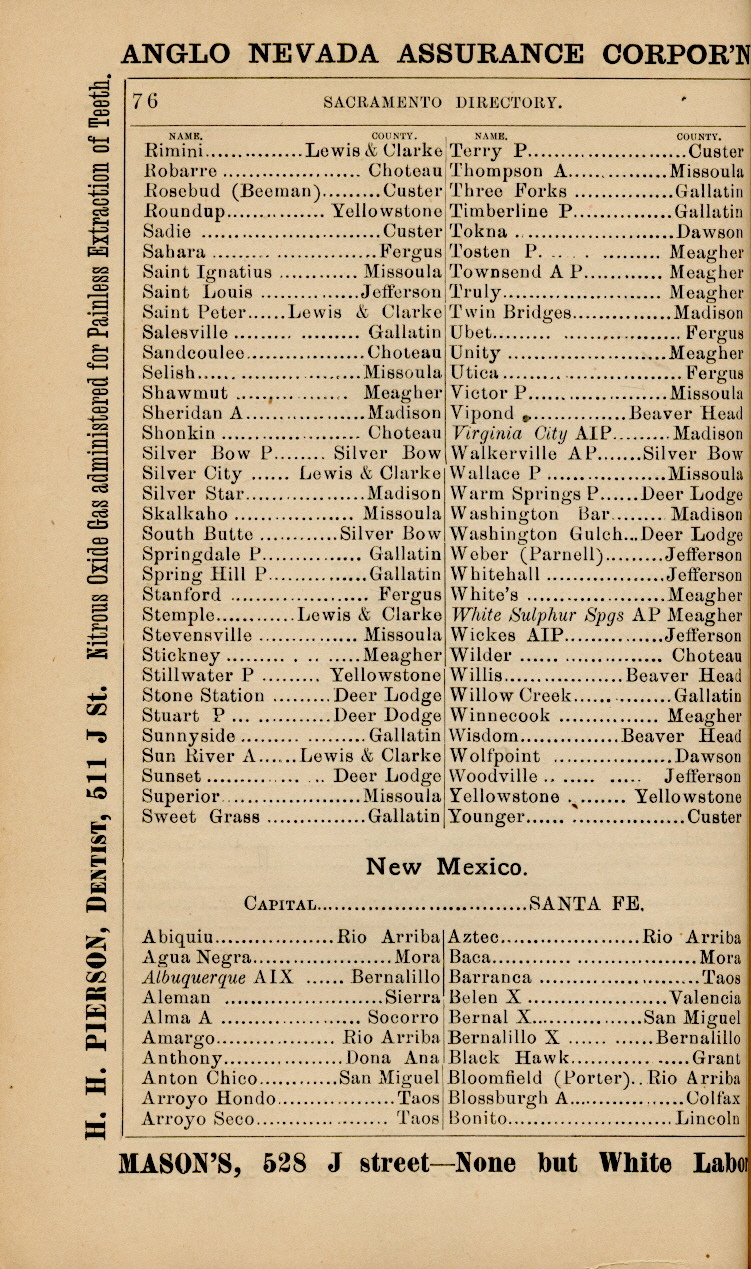 ANGLO NEVADA ASSURANCE CORPOR'N
76
SACRAMENTO DIRECTORY.
NAME. COUNTY.
Rimini...............Lewis & Clarke
Robarre ..................... Choteau
Rosebud (Beeman).........Custer
Roundup............... Yellowstone
Sadie ...........................Custer
Sahara .........................Fergus
Saint Ignatius ............ Missoula
Saint Louis ...............Jefferson
Saint Peter......Lewis & Clarke
Salesville ................... Gallatin
Sandcoulee..................Choteau
Selish.........................Missoula
Shawmut ................. Meagher
Sheridan A..................Madison
Shonkin ..................... Choteau
Silver Bow P........ Silver Bow
Silver City ...... Lewis & Clarke
Silver Star..................Madison
Skalkaho .................. Missoula
South Butte ............Silver Bow
Springdale P............... Gallatin
Spring Hill P...............Gallatin
Stanford ..................... Fergus
Stemple............Lewis & Clarke
Stevensville ............... Missoula
Stickney ......... . .. .....Meagher
Stillwater P ......... Yellowstone
Stone Station .........Deer Lodge
Stuart P ... ...........Deer Dodge
Sunnyside ...................Gallatin
Sun River A......Lewis & Clarke
Sunset ............. ... Deer Lodge
Superior.....................Missoula
Sweet Grass ...............Gallatin
NAME. COUNTY.
Terry P........................Custer
Thompson A...............Missoula
Three Forks ...............Gallatin
Timberline P...............Gallatin
Tokna .........................Dawson
Tosten P. .. . . ......... Meagher
Townsend A P............ Meagher
Truly........................ Meagher
Twin Bridges...............Madison
Ubet......... .............. Fergus
Unity ........................Meagher
Utica ........................ Fergus
Victor P.....................Missoula
Vipond ...............Beaver Head
Virginia City AIP.........Madison
Walkerville AP.......Silver Bow
Wallace P ..................Missoula
Warm Springs P......Deer Lodge
Washington Bar........ Madison
Washington Gulch...Deer Lodge
Weber (Parnell).........Jefferson
Whitehall ..................Jefferson
White's .....................Meagher
White Sulphur Spgs AP Meagher
Wickes AIP...............Jefferson
Wilder ...................... Choteau
Willis..................Beaver Head
Willow Creek...............Gallatin
Winnecook ............... Meagher
Wisdom...............Beaver Head
Wolfpoint ..................Dawson
Woodville .. ...... ..... Jefferson
Yellowstone ......... Yellowstone
Younger...... ..................Custer
New Mexico.
CAPITAL..............................SANTA FE.
Abiquiu..................Rio Arriba
Agua Negra.....................Mora
Albuquerque AIX ...... Bernalillo
Aleman ........................Sierra
Alma A ..................... Socorro
Amargo.................. Rio Arriba
Anthony..................Dona Ana
Anton Chico............San Miguel
Arroyo Hondo..................Taos
Arroyo Seco.................... Taos
Aztec.....................Rio Arriba
Baca...............................Mora
Barranca ........................Taos
Belen X .....................Valencia
Bernal X.................San Miguel
Bernalillo X ...... ......Bernalillo
Black Hawk............ .....Grant
Bloomfield (Porter)..Rio Arriba
Blossburgh A.................Colfax
Bonito.........................Lincoln
MASON'S, 528 J street—None but White Labo
H. H. PIERSON, DENTIST, 511 J St. Nitrous Oxide Gas administered for Painless Extraction of Teeth.